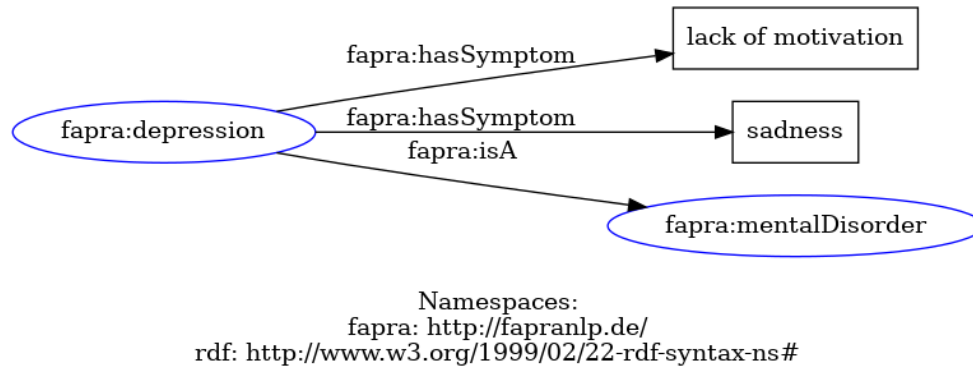 fapra:hasSymptom
lack of motivation
fapra:depression
fapra:hasSymptom
sadness
fapra:isA
fapra:mentalDisorder
Namespaces:
fapra: http://fapranlp.de/
rdf: http://www.w3.org/1999/02/22-rdf-syntax-ns#